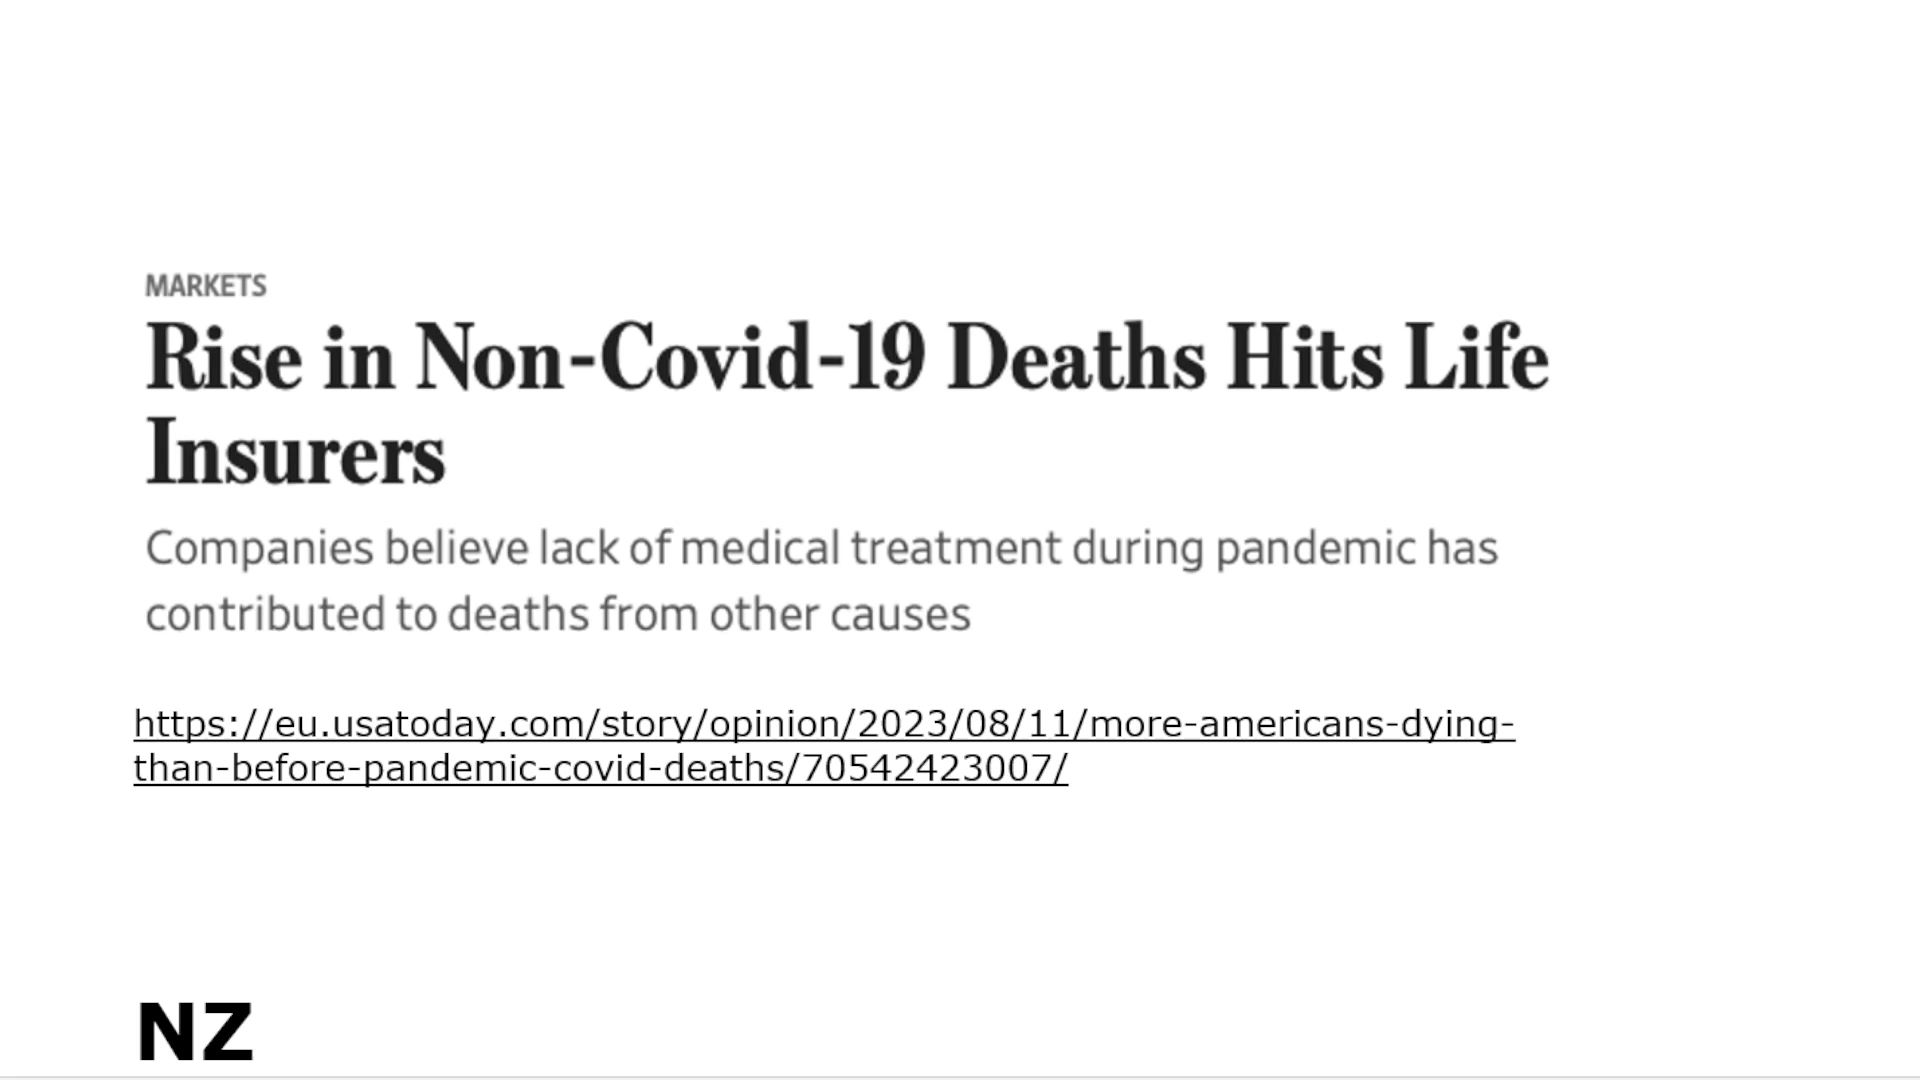 MARKETS
Rise in Non-Covid-19 Deaths Hits Life
Insurers
Companies believe lack of medical treatment during pandemic has
contributed to deaths from other causes
https://eu.usatoday.com/story/opinion/2023/08/11/more-americans-dying-
than-before-pandemic-covid-deaths/70542423007/
NZ